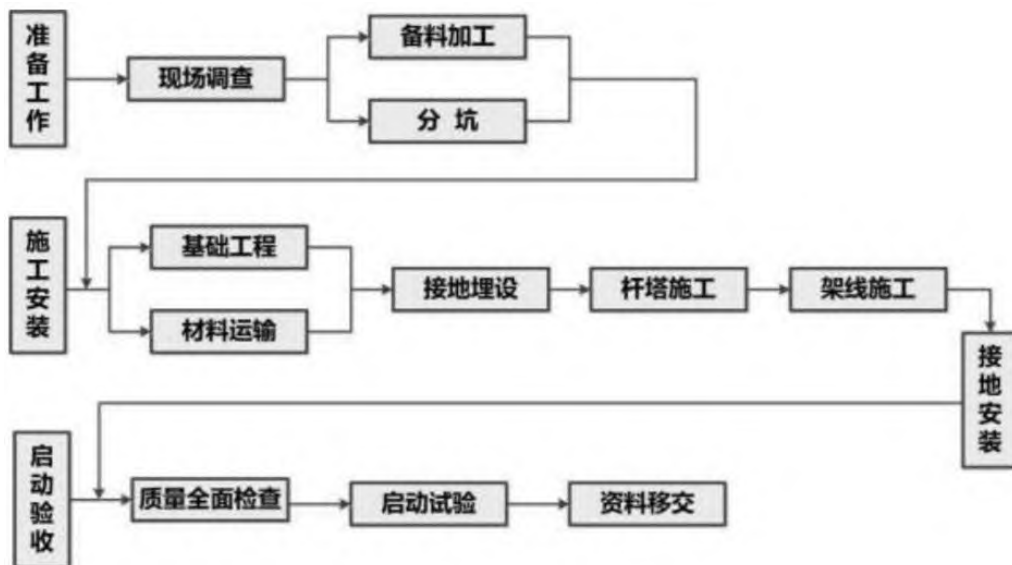 准备工作
现场调查
备料加工
分 坑
施工安装
基础工程
材料运输
接地埋设
杆塔施工
架线施工
接地安装
启动验收
质量全面检查
启动试验
资料移交